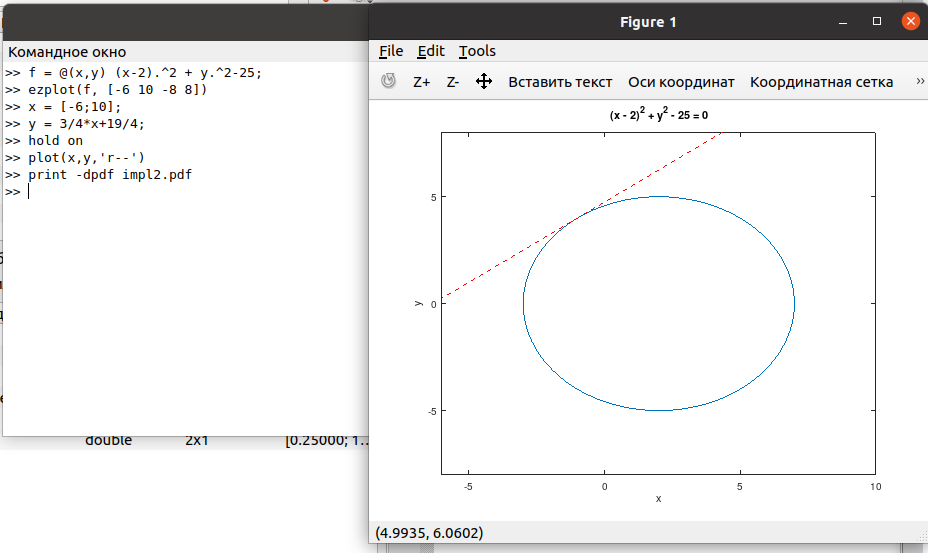 Командное окно
>> f = @(x,y) (x-2).^2 + y.^2-25;
>> ezplot(f, [-6 10 -8 8])
>> x = [-6;10];
>> y = 3/4*x+19/4;
>> hold on
>> plot(x,y,'r--')
>> print -dpdf impl2.pdf
>>
double 2x1 [0.25000; 1..
Figure 1
File Edit Tools
Z+ Z- Вставить текст Оси координат Координатная сетка »
(x - 2)² + y² - 25 = 0
5
0
-5
y
-5 0 5 10
x
(4.9935, 6.0602)